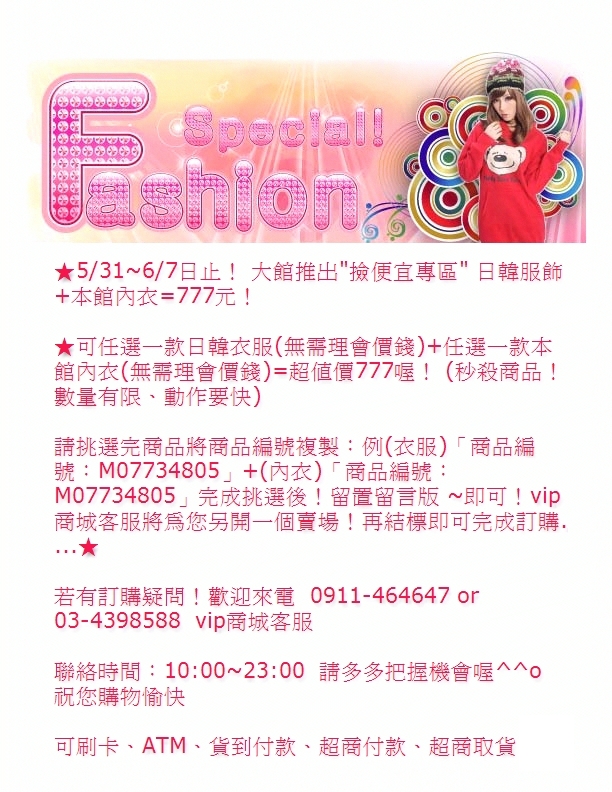 Special!
Fashion
★5/31~6/7日止！ 大館推出"撿便宜專區" 日韓服飾
+本館內衣=777元！
★可任選一款日韓衣服(無需理會價錢)+任選一款本
館內衣(無需理會價錢)=超值價777喔！ (秒殺商品！
數量有限、動作要快)
請挑選完商品將商品編號複製：例(衣服)「商品編
號：M07734805」+(內衣)「商品編號：
M07734805」完成挑選後！留置留言版 ~即可！vip
商城客服將為您另開一個賣場！再結標即可完成訂購.
...★
若有訂購疑問！歡迎來電 0911-464647 or
03-4398588 vip商城客服
聯絡時間：10:00~23:00 請多多把握機會喔^^o
祝您購物愉快
可刷卡、ATM、貨到付款、超商付款、超商取貨